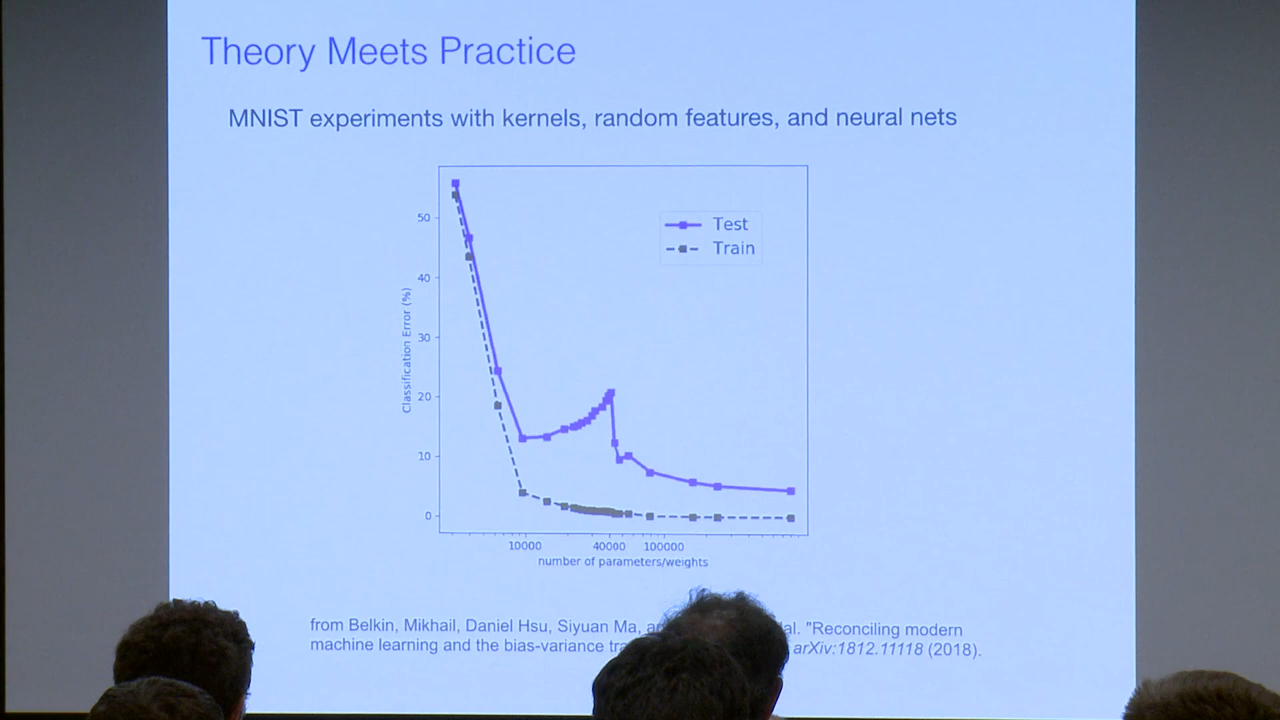 Theory Meets Practice
MNIST experiments with kernels, random features, and neural nets
Test
Train
50
40
30
20
10
0
Classification Error (%)
10000 40000 100000
number of parameters/weights
from Belkin, Mikhail, Daniel Hsu, Siyuan Ma, al. "Reconciling modern
machine learning and the bias-variance arXiv:1812.11118 (2018).